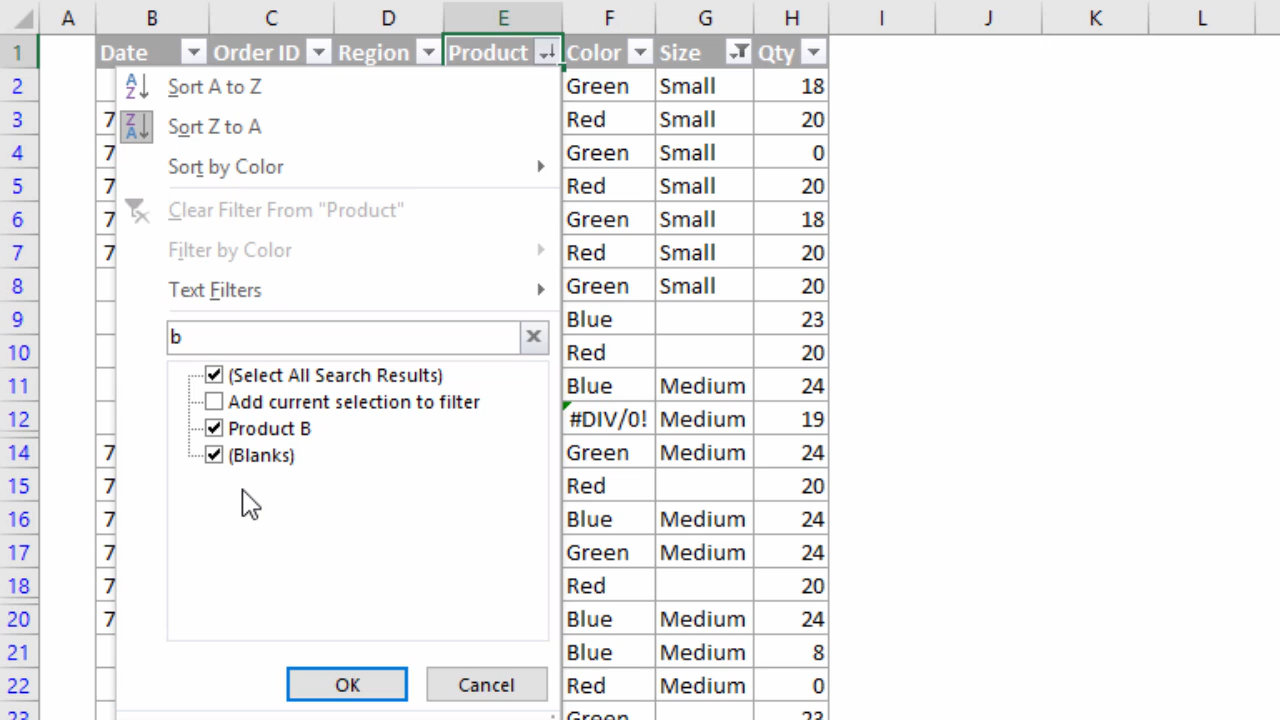 A B C D E F G H I J K L
1 Date Order ID Region Product Color Size Qty
2 Green Small 18
3 7 Red Small 20
4 7 Green Small 0
5 7 Red Small 20
6 7 Green Small 18
7 7 Red Small 20
8 Green Small 20
9 Blue 23
10 Red 20
11 Blue Medium 24
12 #DIV/0! Medium 19
14 7 Green Medium 24
15 7 Red 20
16 7 Blue Medium 24
17 7 Green Medium 24
18 7 Red 20
20 7 Blue Medium 24
21 Blue Medium 8
22 Red Medium 0
23 Green 23
Sort A to Z
Sort Z to A
Sort by Color
Clear Filter From "Product"
Filter by Color
Text Filters
b
(Select All Search Results)
Add current selection to filter
Product B
(Blanks)
OK Cancel